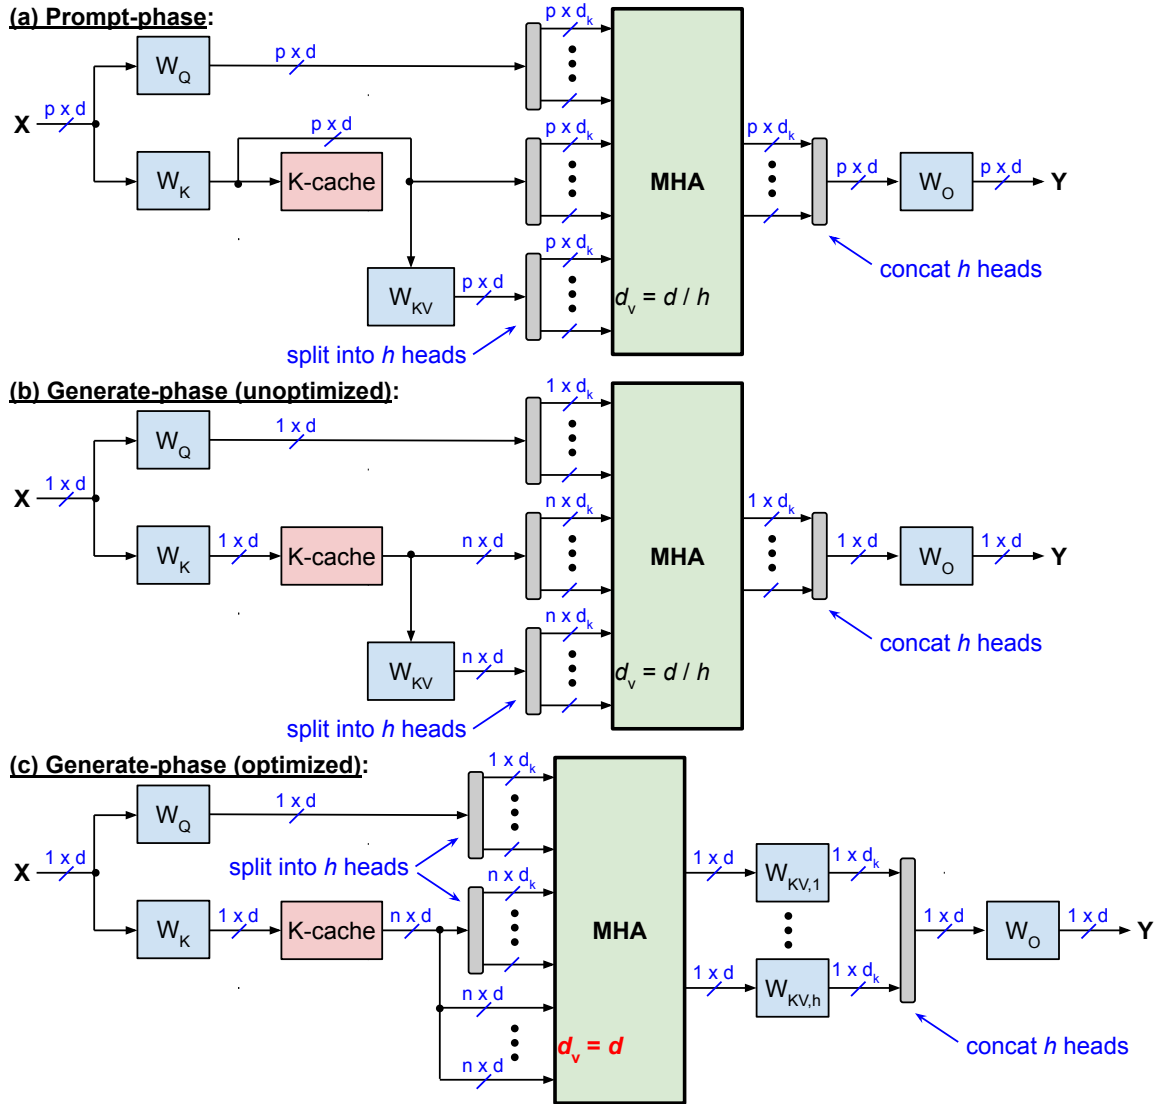 (a) Prompt-phase:
p x d_k
W_Q
p x d
X
p x d
p x d
p x d_k
p x d_k
W_K
K-cache
MHA
p x d
W_O
p x d
Y
p x d_k
concat h heads
W_KV
p x d
d_v = d / h
split into h heads
(b) Generate-phase (unoptimized):
1 x d_k
W_Q
1 x d
X
1 x d
n x d_k
1 x d_k
W_K
1 x d
K-cache
n x d
MHA
1 x d
W_O
1 x d
Y
n x d_k
concat h heads
W_KV
n x d
d_v = d / h
split into h heads
(c) Generate-phase (optimized):
1 x d_k
W_Q
1 x d
X
1 x d
split into h heads
1 x d
W_KV,1
1 x d_k
n x d_k
W_K
1 x d
K-cache
n x d
MHA
1 x d
W_O
1 x d
Y
1 x d
W_KV,h
1 x d_k
n x d
d_v = d
concat h heads
n x d